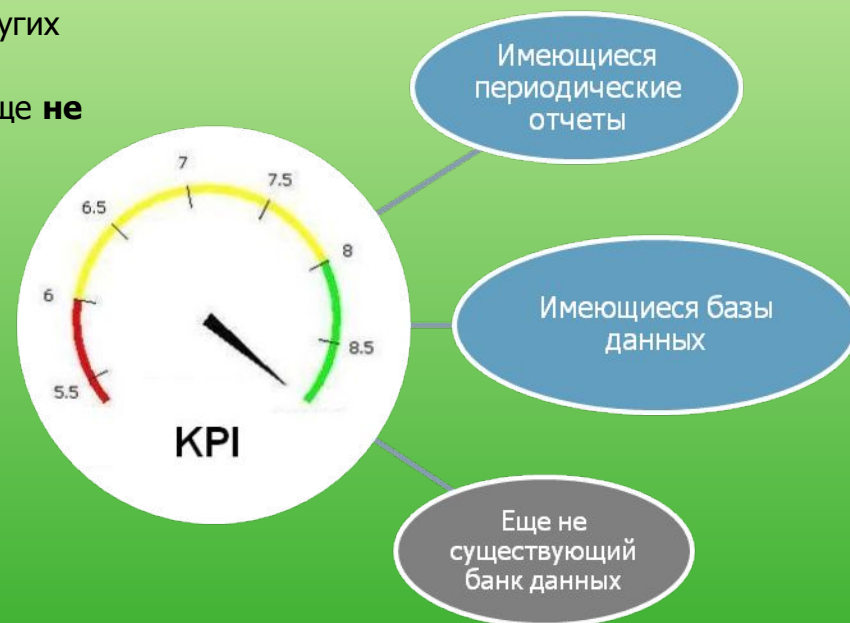 ще не
Имеющиеся
периодические
отчеты
7
7.5
6.5
8
6
8.5
5.5
KPI
Имеющиеся базы
данных
Еще не
существующий
банк данных